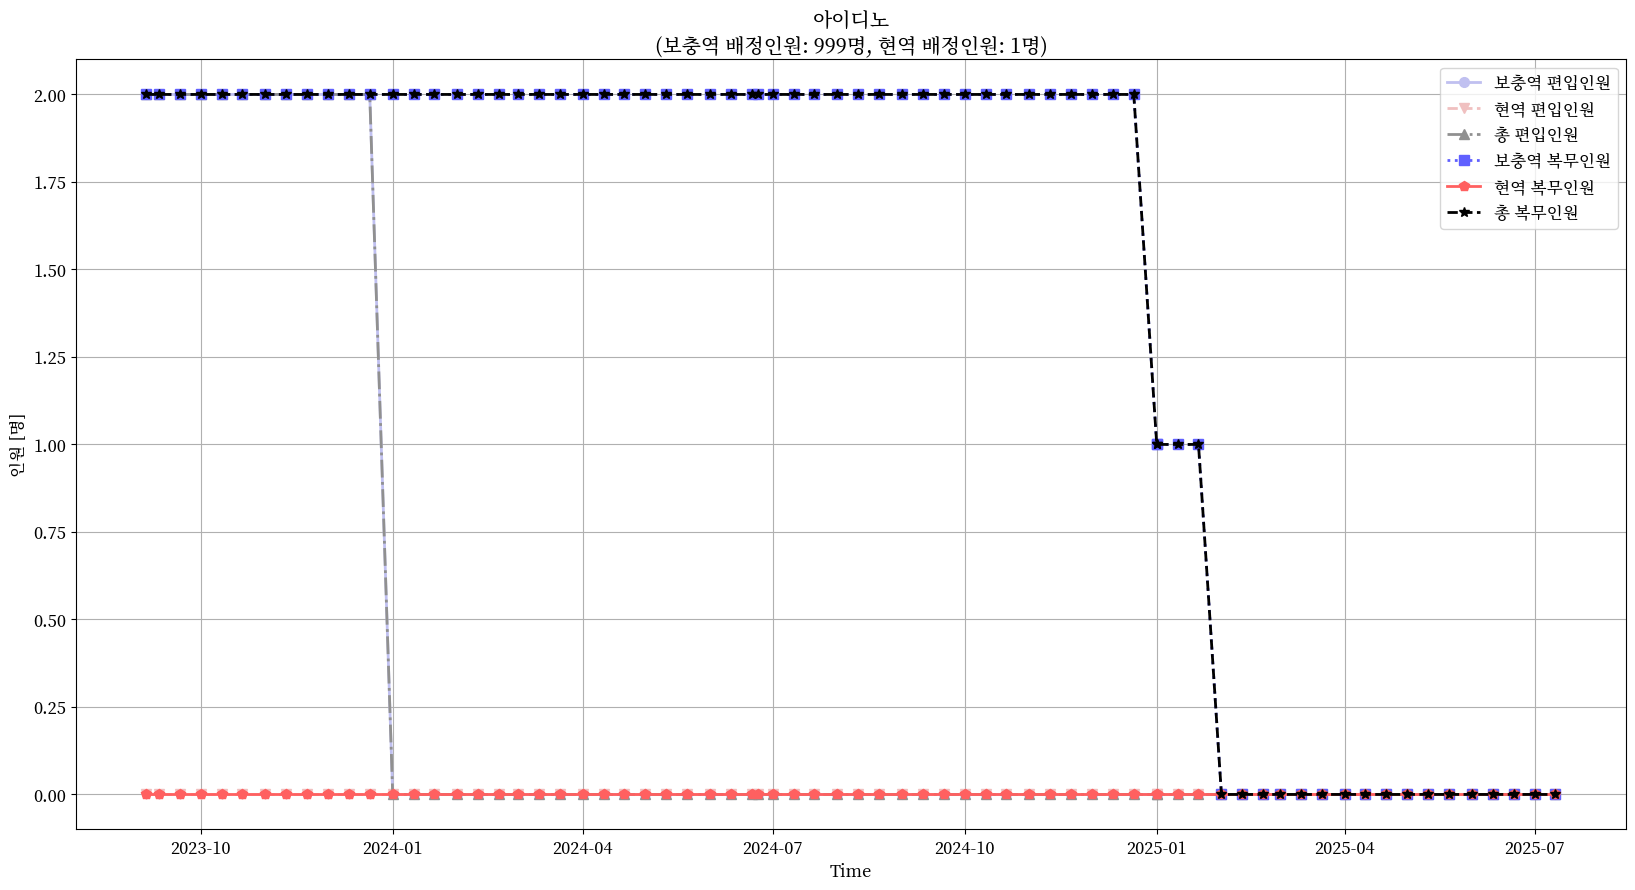 아이디노
(보충역 배정인원: 999명, 현역 배정인원: 1명)
보충역 편입인원
현역 편입인원
총 편입인원
보충역 복무인원
현역 복무인원
총 복무인원
인원 [명]
2.00
1.75
1.50
1.25
1.00
0.75
0.50
0.25
0.00
2023-10
2024-01
2024-04
2024-07
2024-10
2025-01
2025-04
2025-07
Time